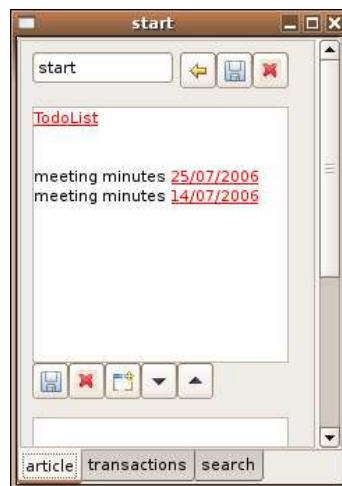 start
start
TodoList
meeting minutes 25/07/2006
meeting minutes 14/07/2006
article transactions search